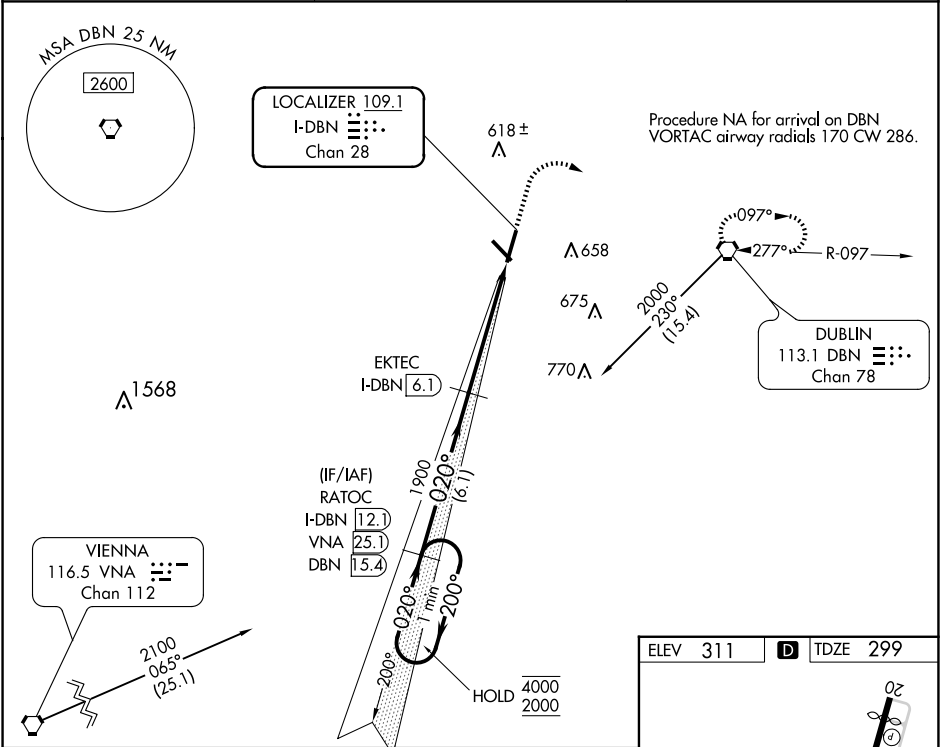 MSA DBN 25 NM
2600
LOCALIZER 109.1
I-DBN
Chan 28
618 ±
Procedure NA for arrival on DBN
VORTAC airway radials 170 CW 286.
097°
277°
R-097
658
675
2000
230°
(15.4)
770
DUBLIN
113.1 DBN
Chan 78
EKTEC
I-DBN 6.1
1568
1900
020°
(6.1)
(IF/IAF)
RATOC
I-DBN 12.1
VNA 25.1
DBN 15.4
VIENNA
116.5 VNA
Chan 112
2100
065°
(25.1)
020°
1 min
200°
200°
HOLD 4000
2000
ELEV 311 D TDZE 299
20
P